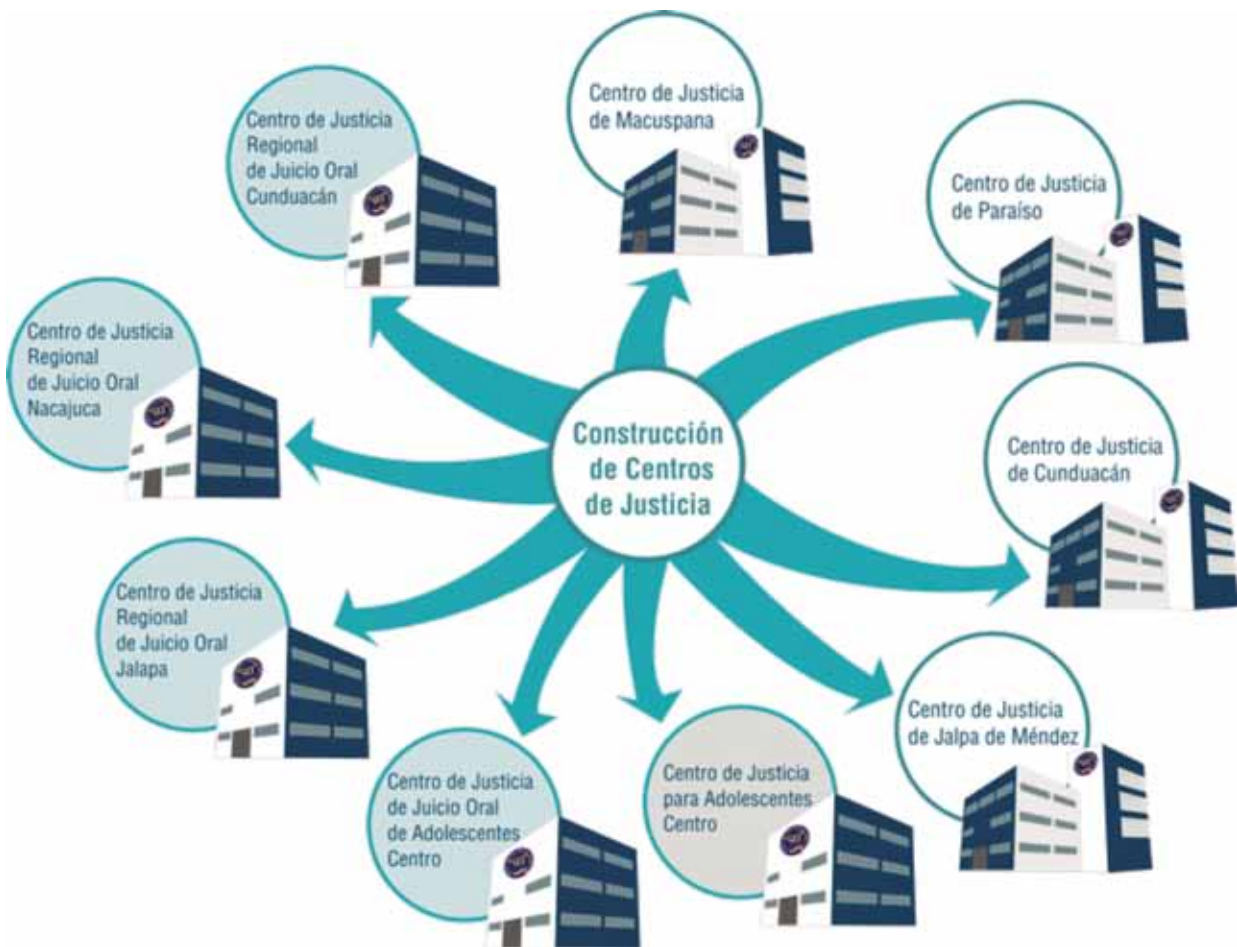 Centro de Justicia
Regional
de Juicio Oral
Cunduacán
Centro de Justicia
de Macuspana
Centro de Justicia
de Paraíso
Centro de Justicia
Regional
de Juicio Oral
Nacajuca
Construcción
de Centros
de Justicia
Centro de Justicia
de Cunduacán
Centro de Justicia
Regional
de Juicio Oral
Jalapa
Centro de Justicia
de Jalpa de Méndez
Centro de Justicia
de Juicio Oral
de Adolescentes
Centro
Centro de Justicia
para Adolescentes
Centro